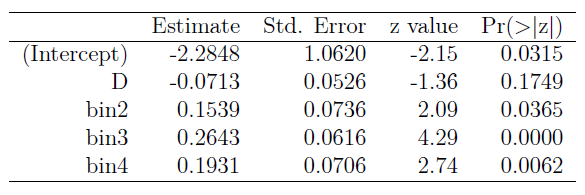 Estimate Std. Error z value Pr(>|z|)
(Intercept) -2.2848 1.0620 -2.15 0.0315
D -0.0713 0.0526 -1.36 0.1749
bin2 0.1539 0.0736 2.09 0.0365
bin3 0.2643 0.0616 4.29 0.0000
bin4 0.1931 0.0706 2.74 0.0062